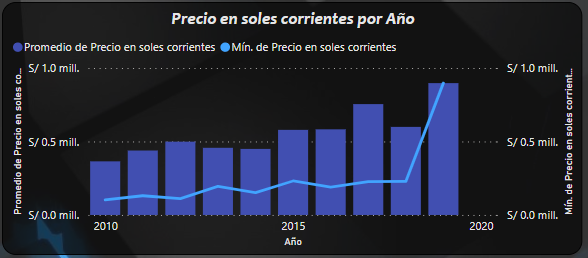 Precio en soles corrientes por Año
Promedio de Precio en soles corrientes Mín. de Precio en soles corrientes
S/ 1.0 mill.
S/ 0.5 mill.
S/ 0.0 mill.
Promedio de Precio en soles co...
S/ 1.0 mill.
S/ 0.5 mill.
S/ 0.0 mill.
Mín. de Precio en soles corrient...
2010 2015 2020
Año